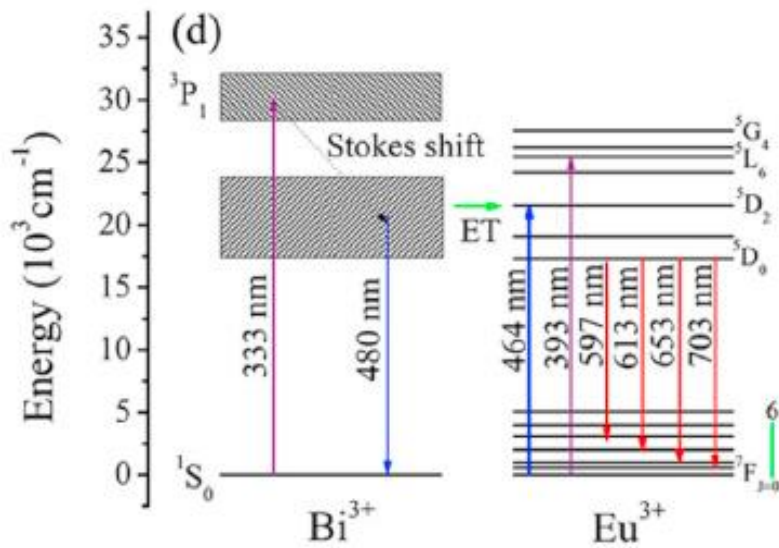 (d)
Energy (10³cm⁻¹)
35
30
25
20
15
10
5
0
³P₁
Stokes shift
ET
333 nm
480 nm
¹S₀
Bi³⁺
⁵G₄
⁵L₆
⁵D₂
⁵D₀
464 nm
393 nm
597 nm
613 nm
653 nm
703 nm
6
⁷F J=0
Eu³⁺